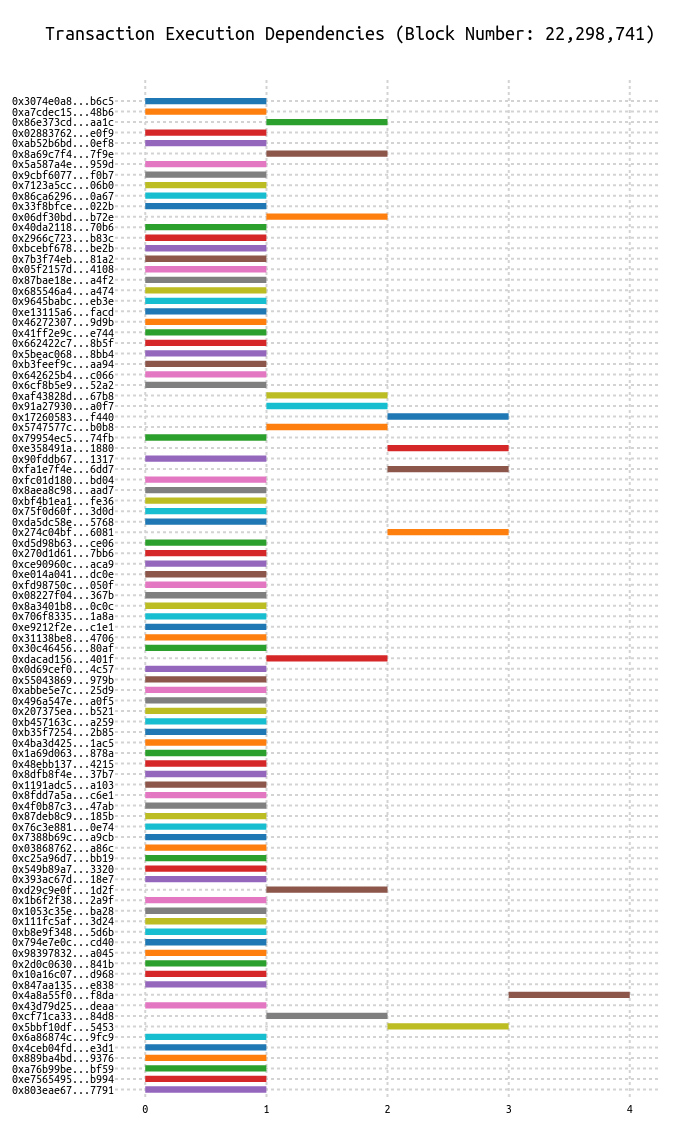 Transaction Execution Dependencies (Block Number: 22,298,741)
0x3074e0a8...b6c5
0xa7cdec15...48b6
0x86e373cd...aa1c
0x02883762...e0f9
0xab52b6bd...0ef8
0x8a69c7f4...7f9e
0x5a587a4e...959d
0x9cbf6077...f0b7
0x7123a5cc...06b0
0x86ca6296...0a67
0x33f8bfce...022b
0x06df30bd...b72e
0x40da2118...70b6
0x2966c723...b83c
0xbcebf678...be2b
0x7b3f74eb...81a2
0x05f2157d...4108
0x87bae18e...a4f2
0x685546a4...a474
0x9645babc...eb3e
0xe13115a6...facd
0x46272307...9d9b
0x41ff2e9c...e744
0x662422c7...8b5f
0x5beac068...8bb4
0xb3feef9c...aa94
0x642625b4...c066
0x6cf8b5e9...52a2
0xaf43828d...67b8
0x91a27930...a0f7
0x17260583...f440
0x5747577c...b0b8
0x79954ec5...74fb
0xe358491a...1880
0x90fddb67...1317
0xfa1e7f4e...6dd7
0xfc01d180...bd04
0x8aea8c98...aad7
0xbf4b1ea1...fe36
0x75f0d60f...3d0d
0xda5dc58e...5768
0x274c04bf...6081
0xd5d98b63...ce06
0x270d1d61...7bb6
0xce90960c...aca9
0xe014a041...dc0e
0xfd98750c...050f
0x08227f04...367b
0x8a3401b8...0c0c
0x706f8335...1a8a
0xe9212f2e...c1e1
0x31138be8...4706
0x30c46456...80af
0xdacad156...401f
0x0d69cef0...4c57
0x55043869...979b
0xabbe5e7c...25d9
0x496a547e...a0f5
0x207375ea...b521
0xb457163c...a259
0xb35f7254...2b85
0x4ba3d425...1ac5
0x1a69d063...878a
0x48ebb137...4215
0x8dfb8f4e...37b7
0x1191adc5...a103
0x8fdd7a5a...c6e1
0x4f0b87c3...47ab
0x87deb8c9...185b
0x76c3e881...0e74
0x7388b69c...a9cb
0x03868762...a86c
0xc25a96d7...bb19
0x549b89a7...3320
0x393ac67d...18e7
0xd29c9e0f...1d2f
0x1b6f2f38...2a9f
0x1053c35e...ba28
0x111fc5af...3d24
0xb8e9f348...5d6b
0x794e7e0c...cd40
0x98397832...a045
0x2d0c0630...841b
0x10a16c07...d968
0x847aa135...e838
0x4a8a55f0...f8da
0x43d79d25...deaa
0xcf71ca33...84d8
0x5bbf10df...5453
0x6a86874c...9fc9
0x4ceb04fd...e3d1
0x889ba4bd...9376
0xa76b99be...bf59
0xe7565495...b994
0x803eae67...7791
0 1 2 3 4